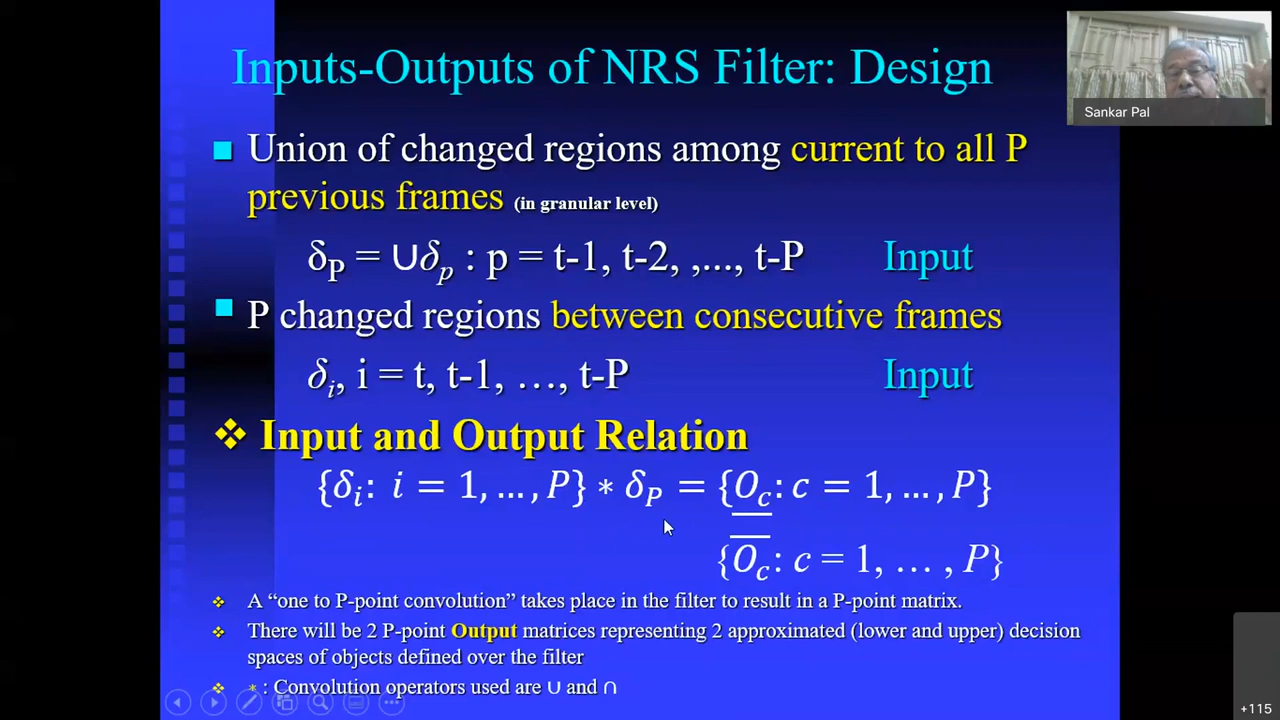 Inputs-Outputs of NRS Filter: Design
Sankar Pal
Union of changed regions among current to all P
previous frames (in granular level)
δ_P = ∪δ_p : p = t-1, t-2, ,..., t-P Input
P changed regions between consecutive frames
δ_i, i = t, t-1, …, t-P Input
Input and Output Relation
{δ_i: i = 1, …, P} ∗ δ_P = {\underline{O_c}: c = 1, …, P}
{\overline{O_c}: c = 1, … , P}
A “one to P-point convolution” takes place in the filter to result in a P-point matrix.
There will be 2 P-point Output matrices representing 2 approximated (lower and upper) decision
spaces of objects defined over the filter
* : Convolution operators used are ∪ and ∩
+115